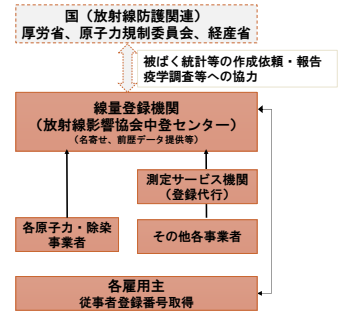 国（放射線防護関連）
厚労省、原子力規制委員会、経産省
被ばく統計等の作成依頼・報告
疫学調査等への協力
線量登録機関
（放射線影響協会中登センター）
（名寄せ、前歴データ提供等）
測定サービス機関
（登録代行）
各原子力・除染
事業者
その他各事業者
各雇用主
従事者登録番号取得